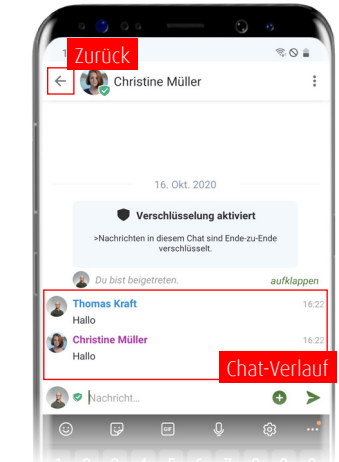 Zurück
Christine Müller
16. Okt. 2020
Verschlüsselung aktiviert
>Nachrichten in diesem Chat sind Ende-zu-Ende
verschlüsselt.
Du bist beigetreten. aufklappen
Thomas Kraft 16:22
Hallo
Christine Müller 16:22
Hallo
Chat-Verlauf
Nachricht...
GIF